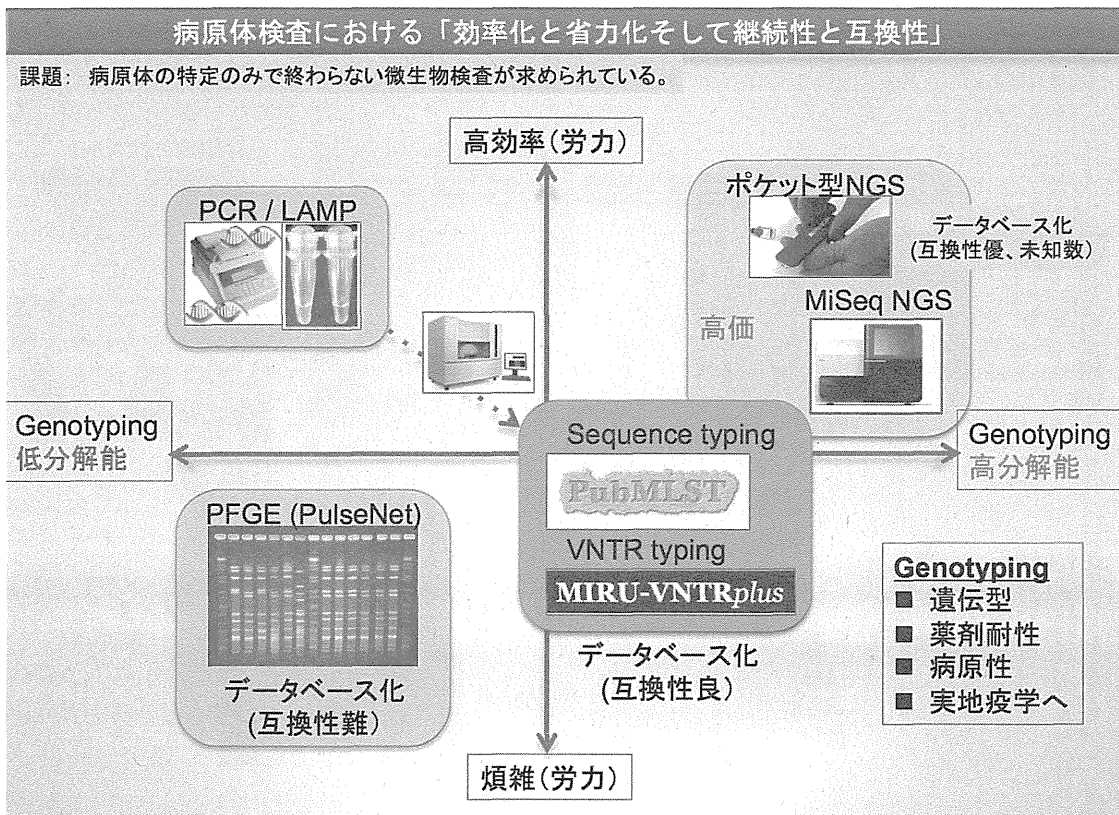 病原体検査における「効率化と省力化そして継続性と互換性」
課題: 病原体の特定のみで終わらない微生物検査が求められている。
高効率(労力)
PCR / LAMP
ポケット型NGS
データベース化
(互換性優、未知数)
MiSeq NGS
高価
Genotyping
低分解能
Sequence typing
PubMLST
VNTR typing
MIRU-VNTRplus
データベース化
(互換性良)
Genotyping
高分解能
PFGE (PulseNet)
データベース化
(互換性難)
Genotyping
■ 遺伝型
■ 薬剤耐性
■ 病原性
■ 実地疫学へ
煩雑(労力)